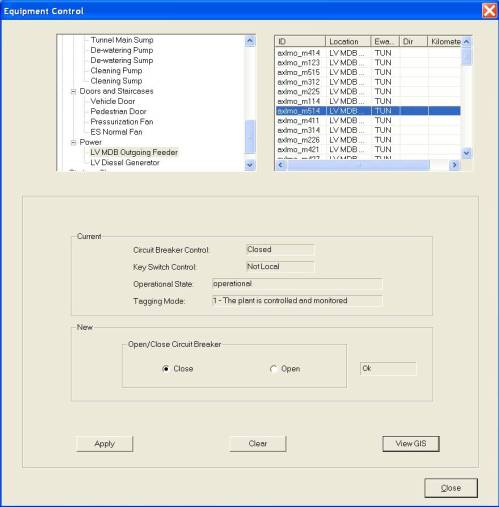 Equipment Control
Tunnel Main Sump
De-watering Pump
De-watering Sump
Cleaning Pump
Cleaning Sump
Doors and Staircases
Vehicle Door
Pedestrian Door
Pressurization Fan
ES Normal Fan
Power
LV MDB Outgoing Feeder
LV Diesel Generator
ID Location Ewa... Dir Kilomete
axlmo_m414 LV MDB ... TUN
axlmo_m123 LV MDB ... TUN
axlmo_m515 LV MDB ... TUN
axlmo_m312 LV MDB ... TUN
axlmo_m225 LV MDB ... TUN
axlmo_m114 LV MDB ... TUN
axlmo_m514 LV MDB ... TUN
axlmo_m411 LV MDB ... TUN
axlmo_m314 LV MDB ... TUN
axlmo_m226 LV MDB ... TUN
axlmo_m421 LV MDB ... TUN
axlmo_m427 LV MDB ... TUN
Current
Circuit Breaker Control: Closed
Key Switch Control: Not Local
Operational State: operational
Tagging Mode: 1 - The plant is controlled and monitored
New
Open/Close Circuit Breaker
Close Open Ok
Apply Clear View GIS
Close